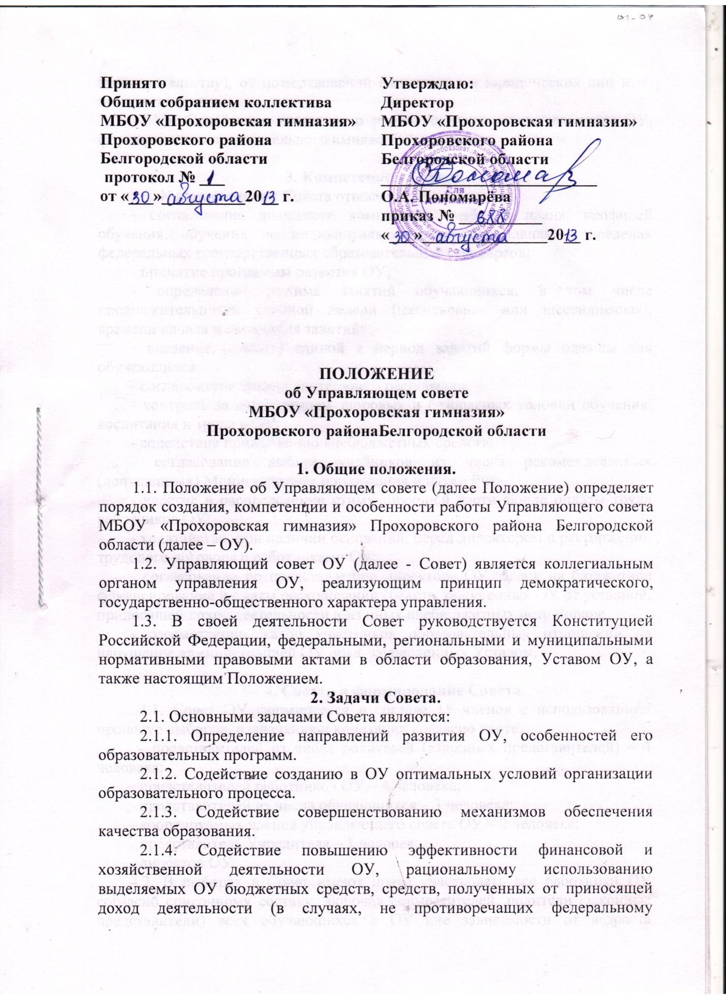 01-04
Принято
Общим собранием коллектива
МБОУ «Прохоровская гимназия»
Прохоровского района
Белгородской области
протокол № 1
от «30» августа 2013 г.
Утверждаю:
Директор
МБОУ «Прохоровская гимназия»
Прохоровского района
Белгородской области
О.А. Пономарёва
приказ №
«30» августа 2013 г.
Для
документов
ПОЛОЖЕНИЕ
об Управляющем совете
МБОУ «Прохоровская гимназия»
Прохоровского районаБелгородской области
1. Общие положения.
1.1. Положение об Управляющем совете (далее Положение) определяет
порядок создания, компетенции и особенности работы Управляющего совета
МБОУ «Прохоровская гимназия» Прохоровского района Белгородской
области (далее – ОУ).
1.2. Управляющий совет ОУ (далее - Совет) является коллегиальным
органом управления ОУ, реализующим принцип демократического,
государственно-общественного характера управления.
1.3. В своей деятельности Совет руководствуется Конституцией
Российской Федерации, федеральными, региональными и муниципальными
нормативными правовыми актами в области образования, Уставом ОУ, а
также настоящим Положением.
2. Задачи Совета.
2.1. Основными задачами Совета являются:
2.1.1. Определение направлений развития ОУ, особенностей его
образовательных программ.
2.1.2. Содействие созданию в ОУ оптимальных условий организации
образовательного процесса.
2.1.3. Содействие совершенствованию механизмов обеспечения
качества образования.
2.1.4. Содействие повышению эффективности финансовой и
хозяйственной деятельности ОУ, рациональному использованию
выделяемых ОУ бюджетных средств, средств, полученных от приносящей
доход деятельности (в случаях, не противоречащих федеральному